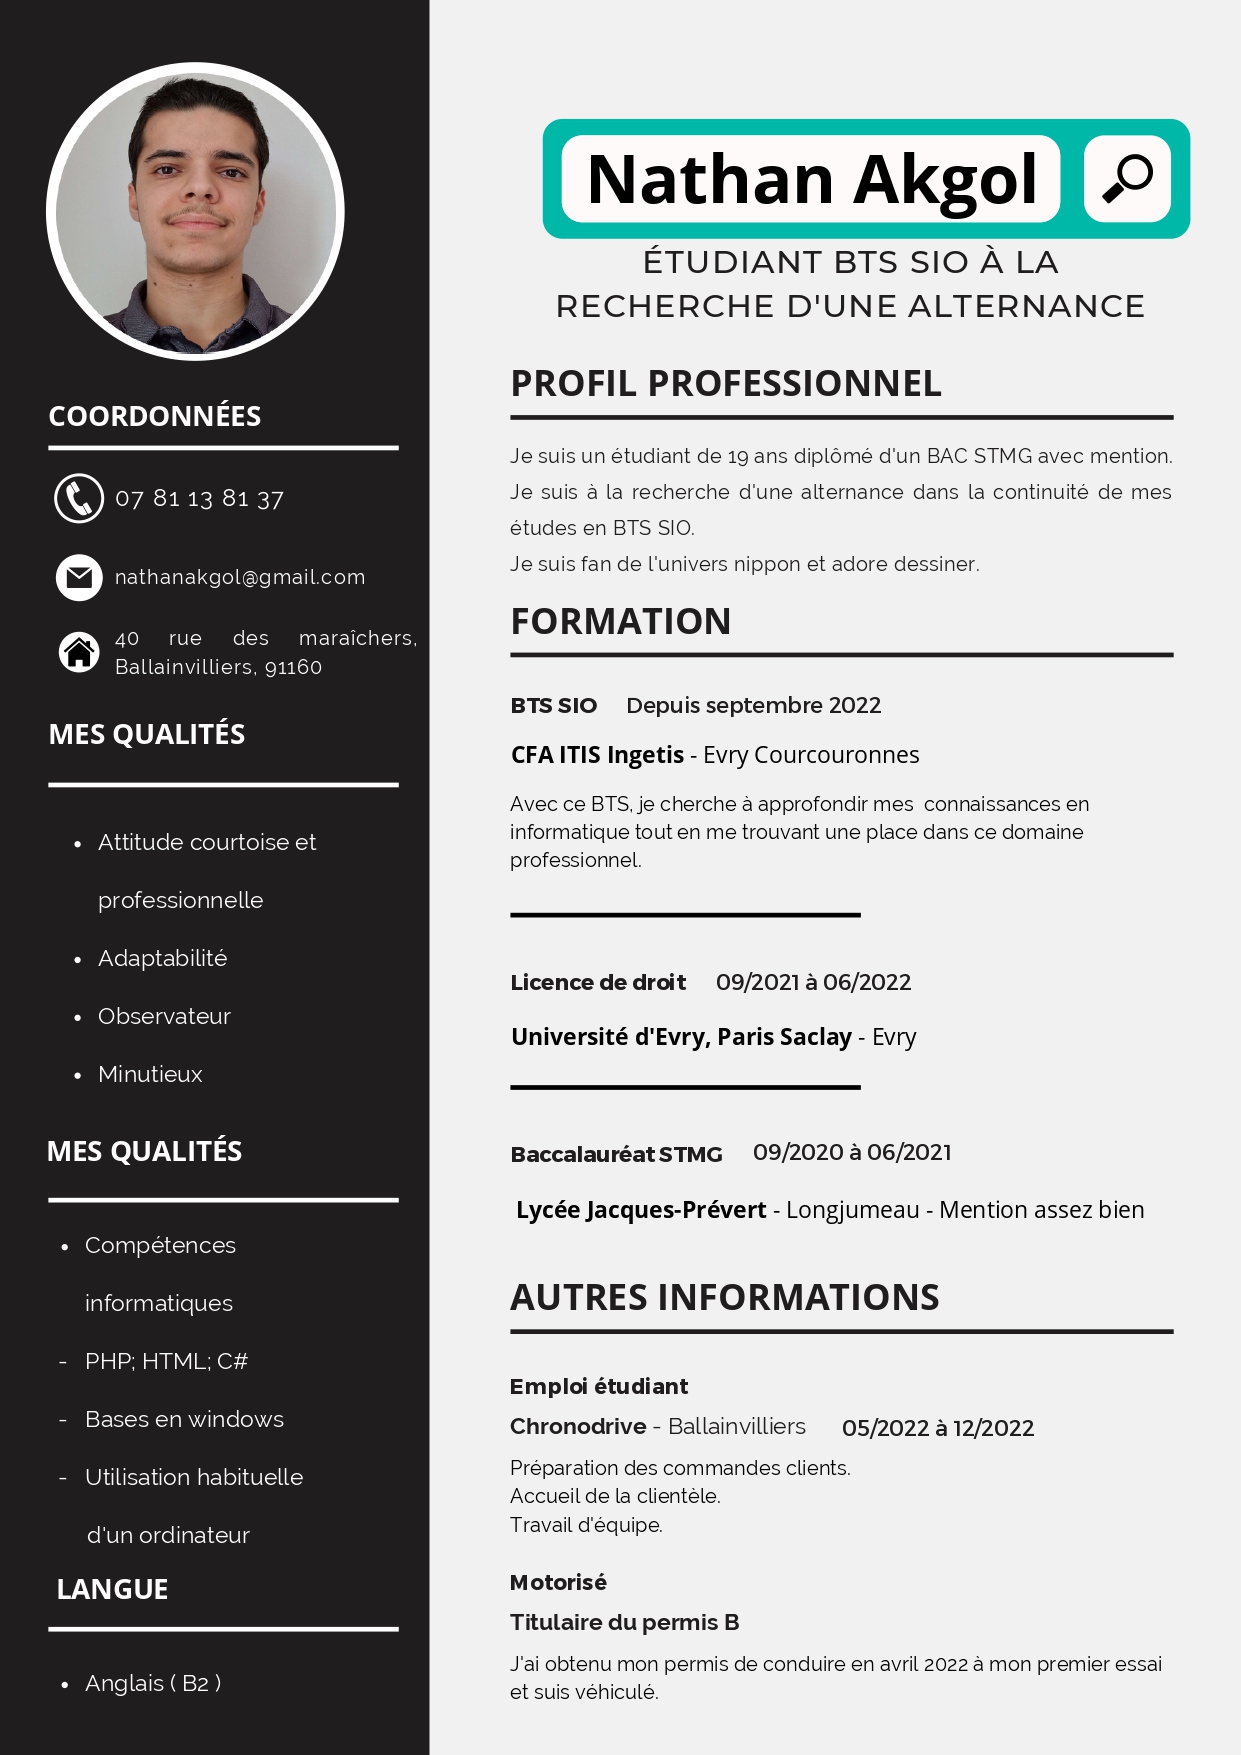 COORDONNÉES
07 81 13 81 37
nathanakgol@gmail.com
40 rue des maraîchers,
Ballainvilliers, 91160
MES QUALITÉS
• Attitude courtoise et
professionnelle
• Adaptabilité
• Observateur
• Minutieux
MES QUALITÉS
• Compétences
informatiques
- PHP; HTML; C#
- Bases en windows
- Utilisation habituelle
d'un ordinateur
LANGUE
• Anglais ( B2 )
Nathan Akgol
ÉTUDIANT BTS SIO À LA
RECHERCHE D'UNE ALTERNANCE
PROFIL PROFESSIONNEL
Je suis un étudiant de 19 ans diplômé d'un BAC STMG avec mention.
Je suis à la recherche d'une alternance dans la continuité de mes
études en BTS SIO.
Je suis fan de l'univers nippon et adore dessiner.
FORMATION
BTS SIO Depuis septembre 2022
CFA ITIS Ingetis - Evry Courcouronnes
Avec ce BTS, je cherche à approfondir mes connaissances en
informatique tout en me trouvant une place dans ce domaine
professionnel.
Licence de droit 09/2021 à 06/2022
Université d'Evry, Paris Saclay - Evry
Baccalauréat STMG 09/2020 à 06/2021
Lycée Jacques-Prévert - Longjumeau - Mention assez bien
AUTRES INFORMATIONS
Emploi étudiant
Chronodrive - Ballainvilliers 05/2022 à 12/2022
Préparation des commandes clients.
Accueil de la clientèle.
Travail d'équipe.
Motorisé
Titulaire du permis B
J'ai obtenu mon permis de conduire en avril 2022 à mon premier essai
et suis véhiculé.